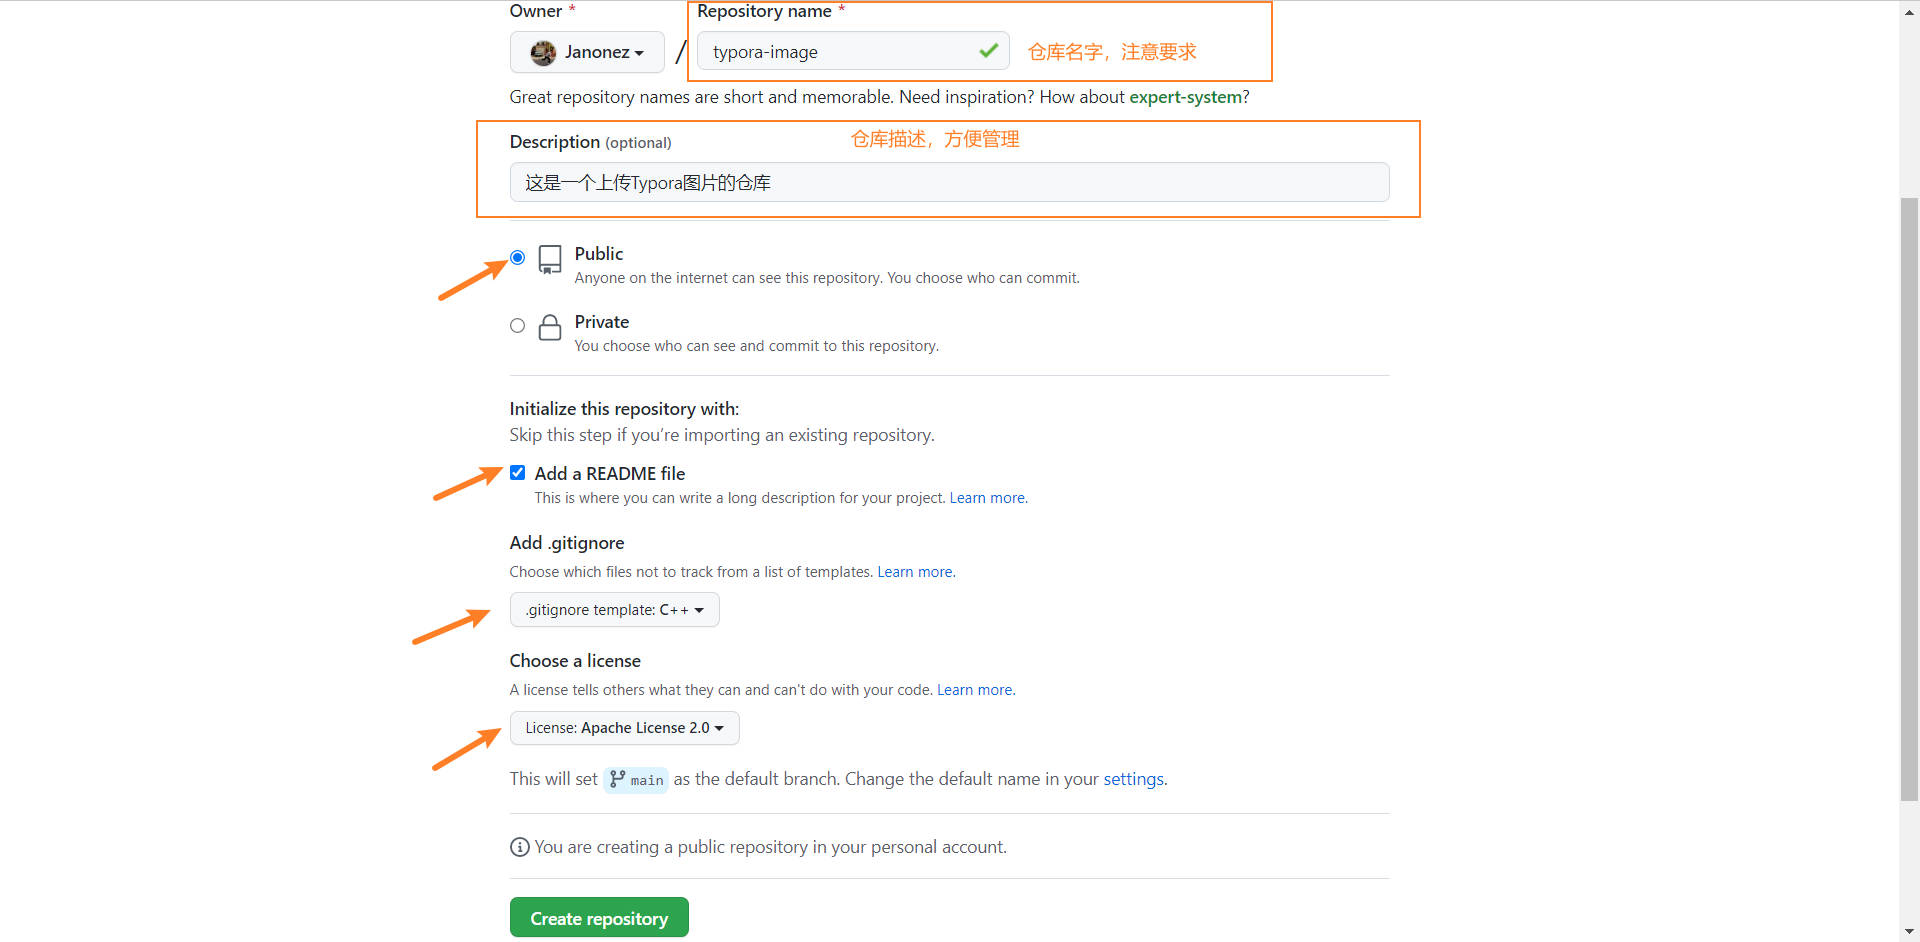 Owner *
Repository name *
Janonez
/
typora-image
仓库名字，注意要求
Great repository names are short and memorable. Need inspiration? How about expert-system?
Description (optional)
仓库描述，方便管理
这是一个上传Typora图片的仓库
Public
Anyone on the internet can see this repository. You choose who can commit.
Private
You choose who can see and commit to this repository.
Initialize this repository with:
Skip this step if you’re importing an existing repository.
Add a README file
This is where you can write a long description for your project. Learn more.
Add .gitignore
Choose which files not to track from a list of templates. Learn more.
.gitignore template: C++
Choose a license
A license tells others what they can and can't do with your code. Learn more.
License: Apache License 2.0
This will set main as the default branch. Change the default name in your settings.
You are creating a public repository in your personal account.
Create repository